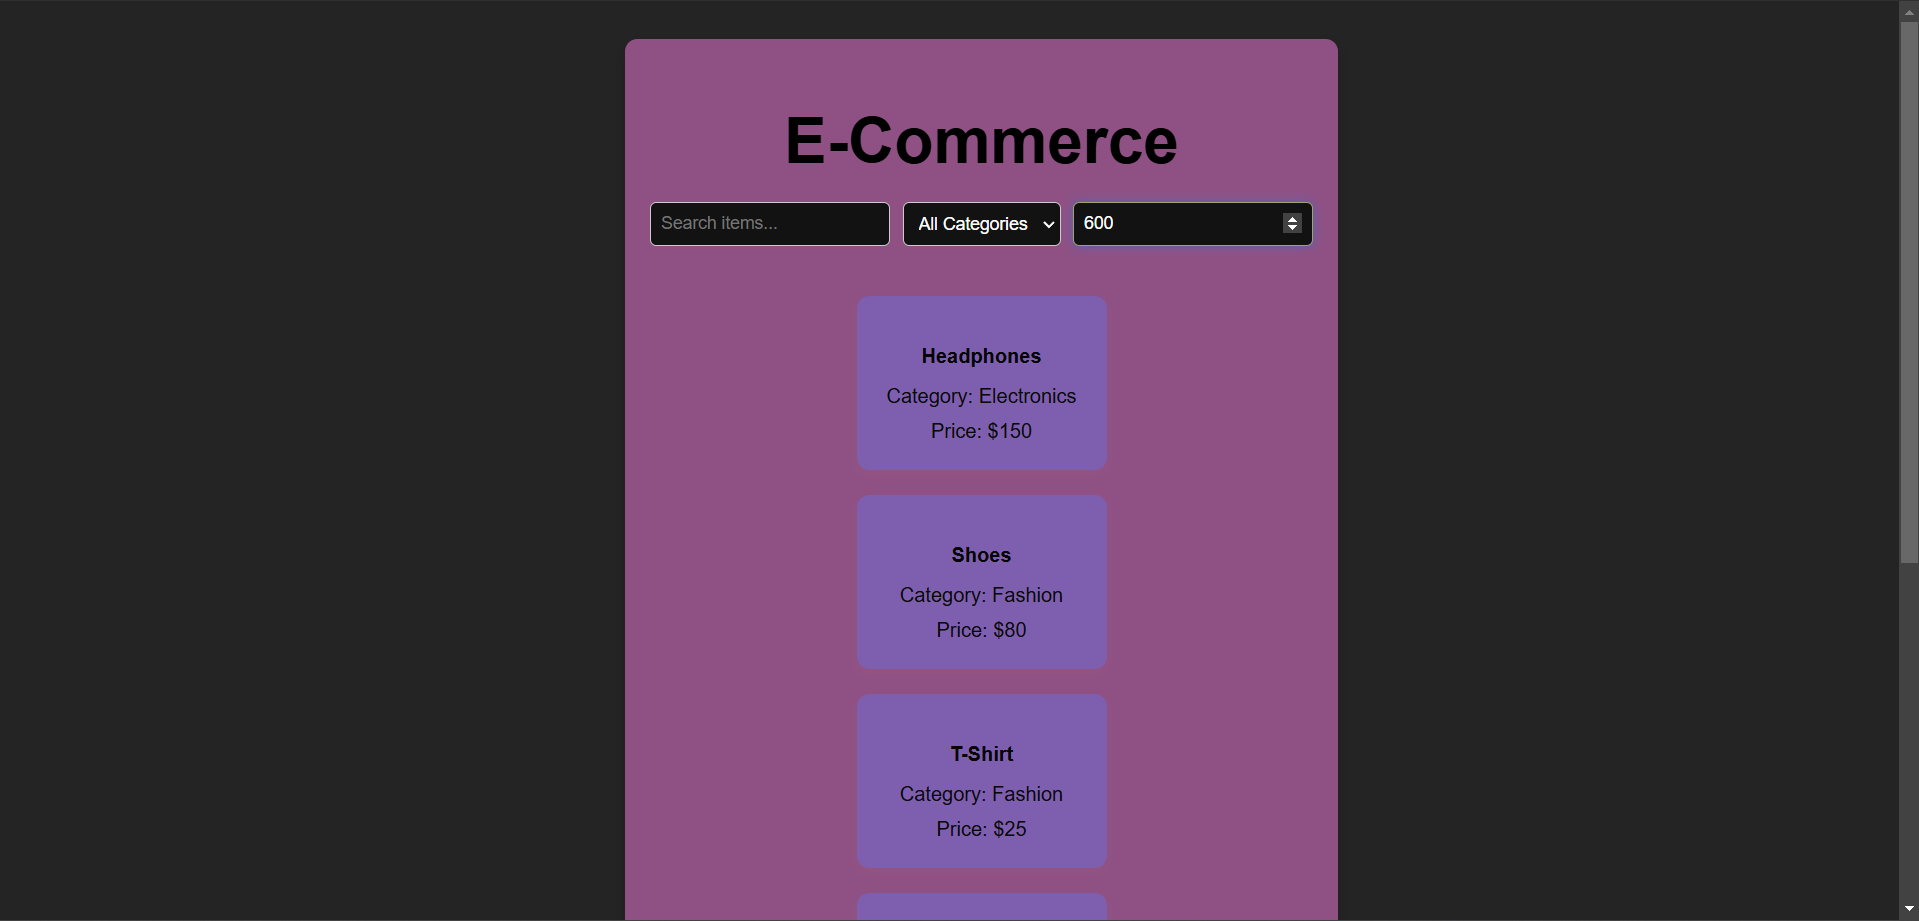 E-Commerce
Search items...
All Categories
600
Headphones
Category: Electronics
Price: $150
Shoes
Category: Fashion
Price: $80
T-Shirt
Category: Fashion
Price: $25